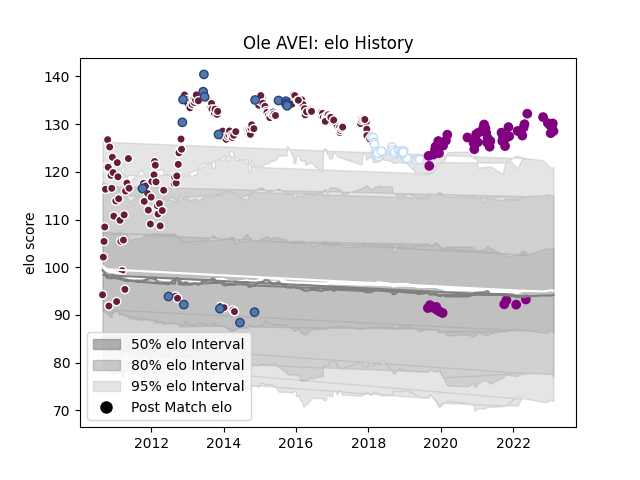 Ole AVEI: elo History
elo score
140
130
120
110
100
90
80
70
50% elo Interval
80% elo Interval
95% elo Interval
Post Match elo
2012 2014 2016 2018 2020 2022